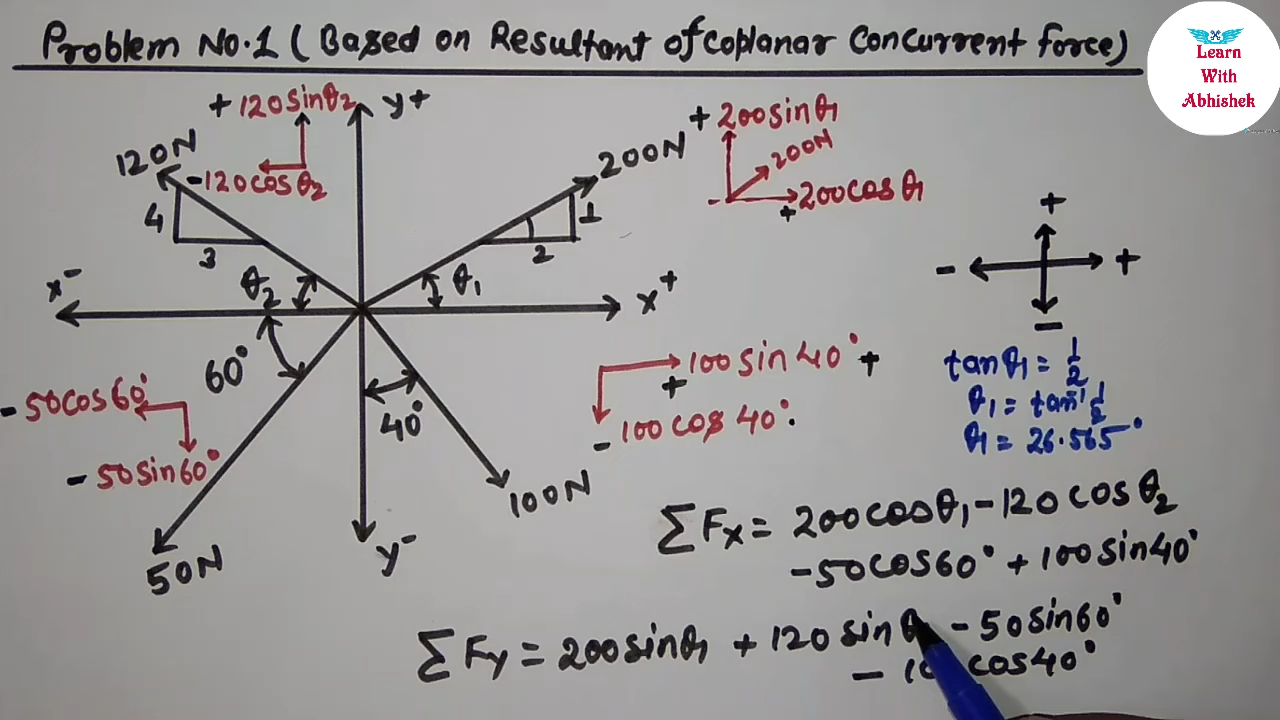 Problem No.1 (Based on Resultant of coplanar concurrent force)
Learn
With
Abhishek
+ 120sinθ2
y+
120N
-120cosθ2
4
3
200N
1
2
+ 200sinθ1
200N
- 200cosθ1
+
x-
θ2
θ1
x+
+
- +
-
60°
40°
- 50cos60°
- 50sin60°
100sin40° +
+
- 100cos40°.
100N
50N
y-
tanθ1 = 1/2
θ1 = tan-1 1/2
θ1 = 26.565°
ΣFx = 200cosθ1 - 120cosθ2
-50cos60° + 100sin40°
ΣFy = 200sinθ1 + 120sinθ - 50sin60°
- cos40°